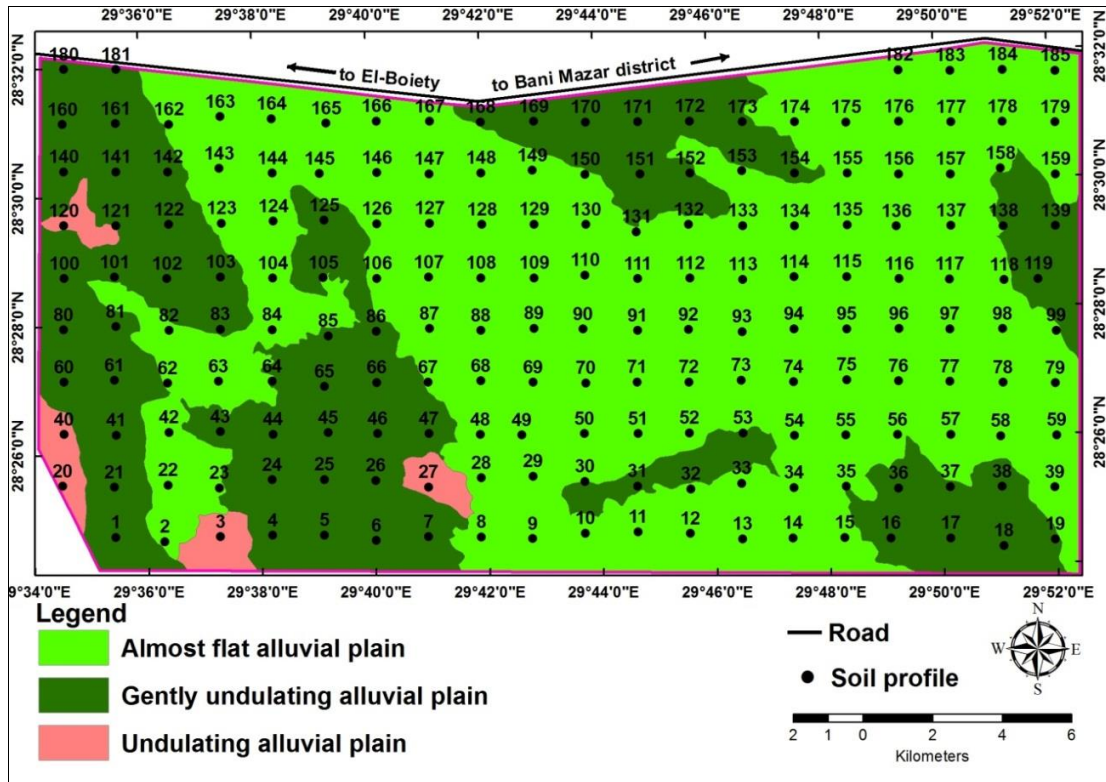 29°36'0"E 29°38'0"E 29°40'0"E 29°42'0"E 29°44'0"E 29°46'0"E 29°48'0"E 29°50'0"E 29°52'0"E
28°32'0"N
28°30'0"N
28°28'0"N
28°26'0"N
28°32'0"N
28°30'0"N
28°28'0"N
28°26'0"N
to El-Boiety
to Bani Mazar district
180 181 182 183 184 185
160 161 162 163 164 165 166 167 168 169 170 171 172 173 174 175 176 177 178 179
140 141 142 143 144 145 146 147 148 149 150 151 152 153 154 155 156 157 158 159
120 121 122 123 124 125 126 127 128 129 130 131 132 133 134 135 136 137 138 139
100 101 102 103 104 105 106 107 108 109 110 111 112 113 114 115 116 117 118 119
80 81 82 83 84 85 86 87 88 89 90 91 92 93 94 95 96 97 98 99
60 61 62 63 64 65 66 67 68 69 70 71 72 73 74 75 76 77 78 79
40 41 42 43 44 45 46 47 48 49 50 51 52 53 54 55 56 57 58 59
20 21 22 23 24 25 26 27 28 29 30 31 32 33 34 35 36 37 38 39
1 2 3 4 5 6 7 8 9 10 11 12 13 14 15 16 17 18 19
29°34'0"E 29°36'0"E 29°38'0"E 29°40'0"E 29°42'0"E 29°44'0"E 29°46'0"E 29°48'0"E 29°50'0"E 29°52'0"E
Legend
Almost flat alluvial plain
Gently undulating alluvial plain
Undulating alluvial plain
Road
Soil profile
N
W E
S
2 1 0 2 4 6
Kilometers